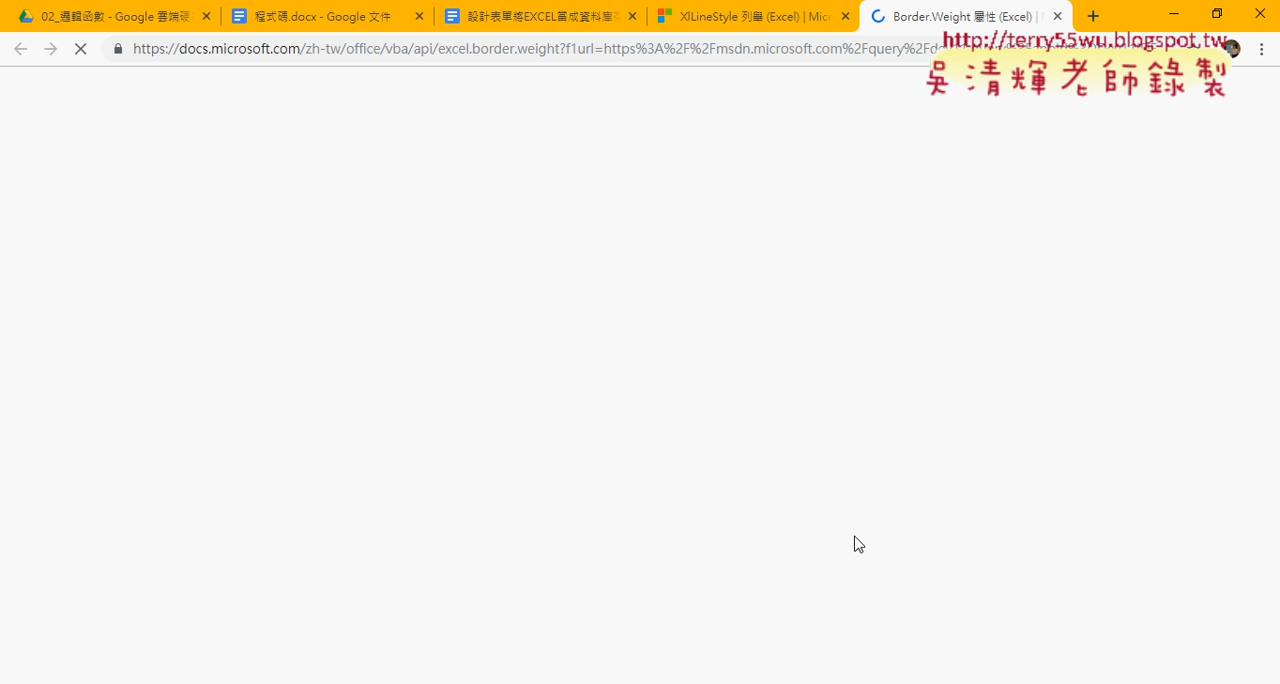 02_邏輯函數 - Google 雲端硬
程式碼.docx - Google 文件
設計表單將EXCEL當成資料庫
XlLineStyle 列舉 (Excel) | Micr
Border.Weight 屬性 (Excel) |
https://docs.microsoft.com/zh-tw/office/vba/api/excel.border.weight?f1url=https%3A%2F%2Fmsdn.microsoft.com%2Fquery%2Fd
http://terry55wu.blogspot.tw
吳清輝老師錄製